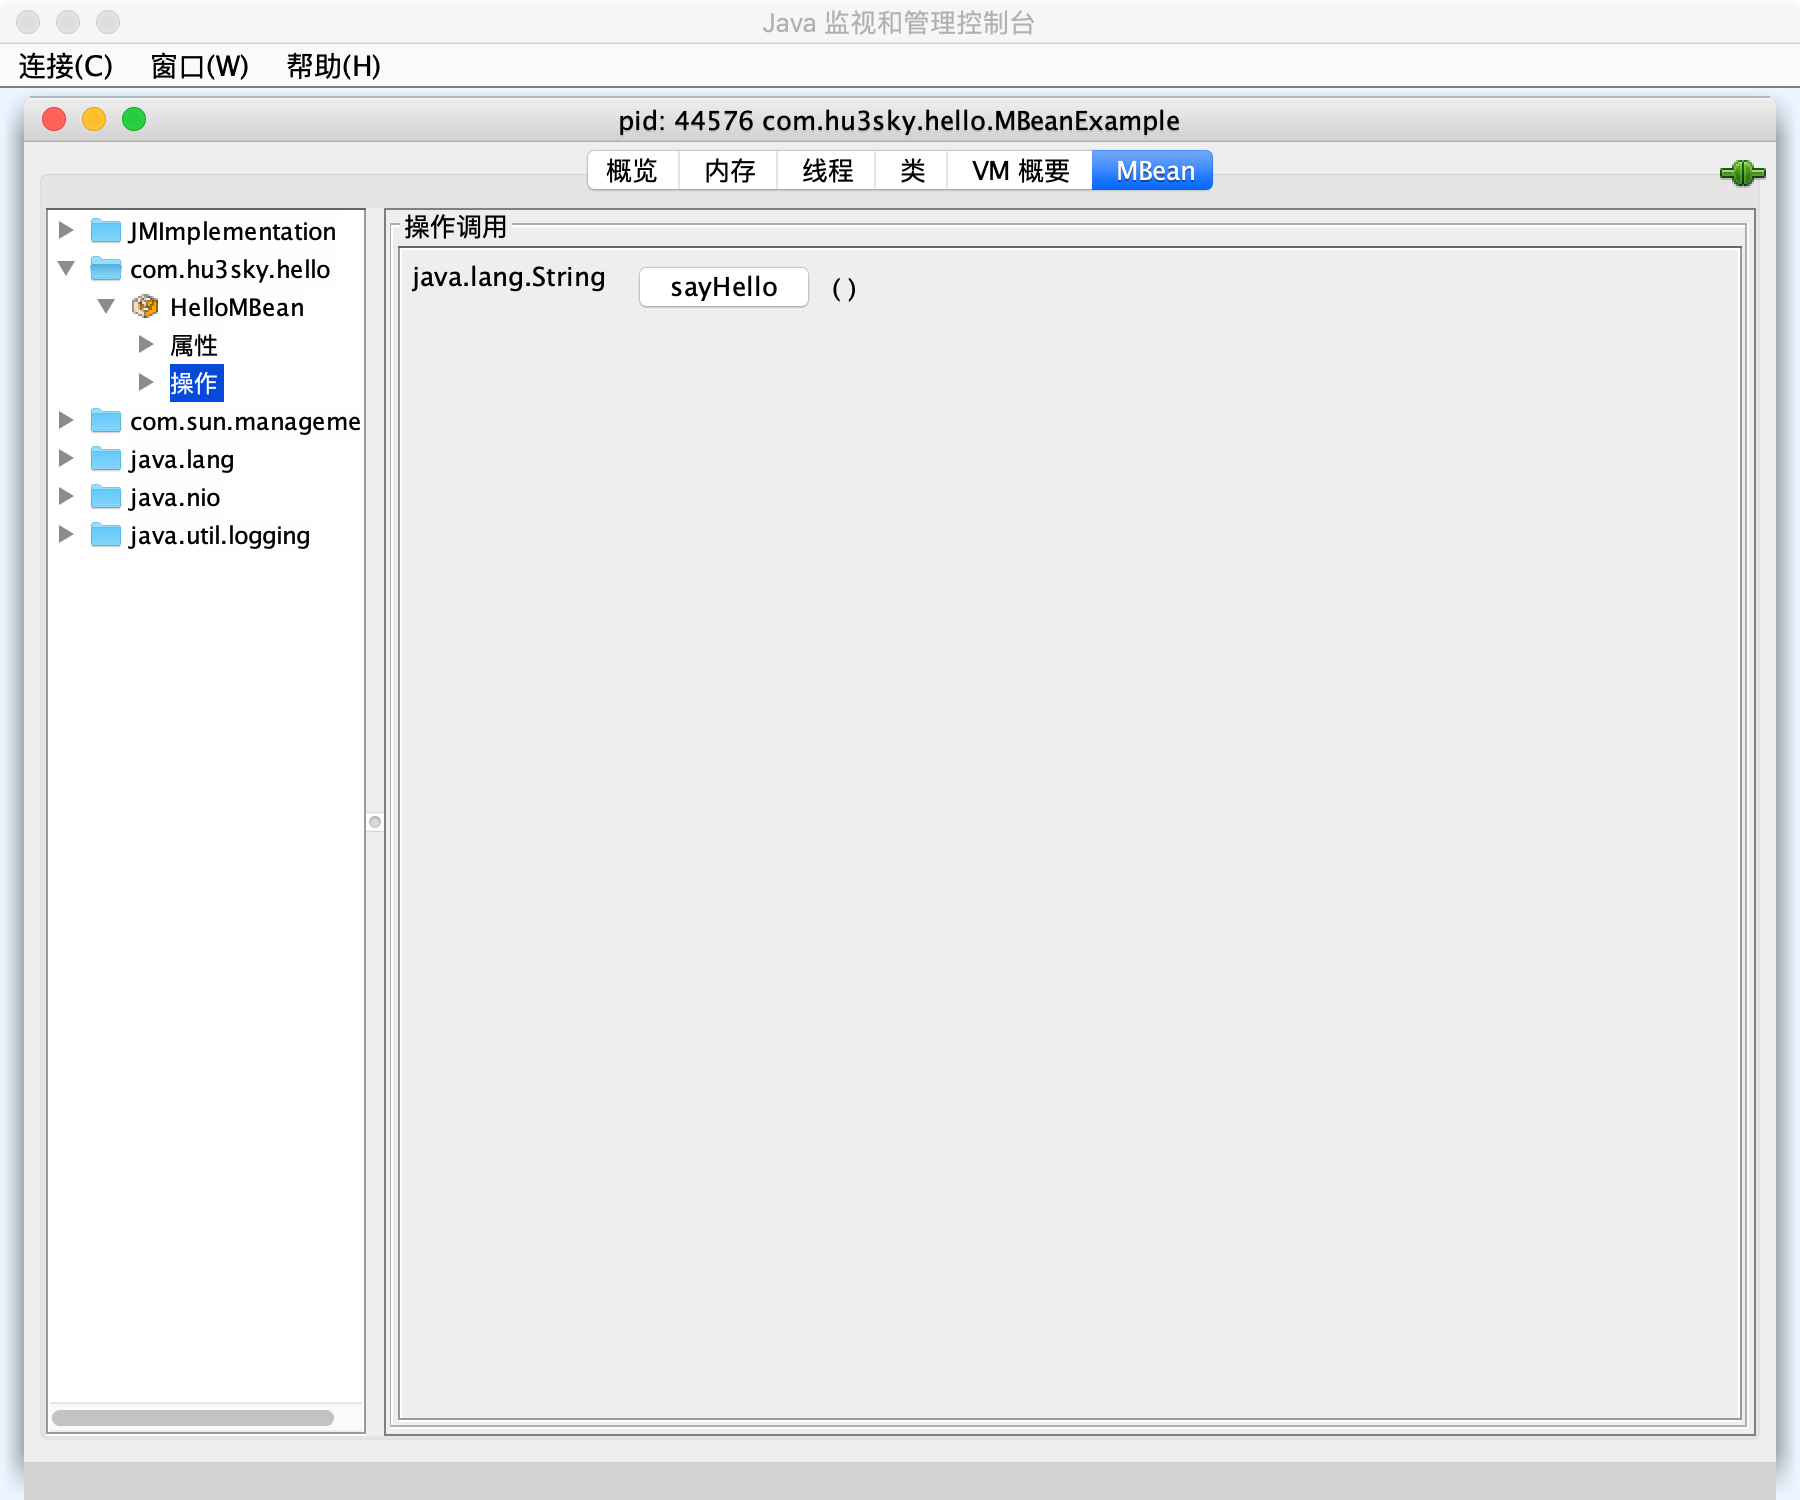 Java 监视和管理控制台
连接(C) 窗口(W) 帮助(H)
pid: 44576 com.hu3sky.hello.MBeanExample
概览 内存 线程 类 VM 概要 MBean
JMImplementation
com.hu3sky.hello
HelloMBean
属性
操作
com.sun.manageme
java.lang
java.nio
java.util.logging
操作调用
java.lang.String sayHello ()